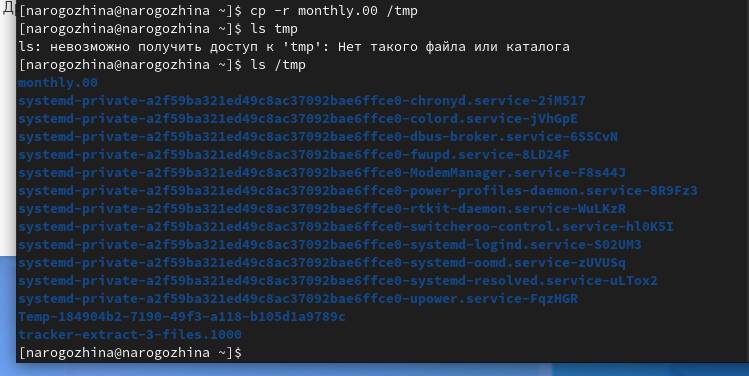 Д
[narogozhina@narogozhina ~]$ cp -r monthly.00 /tmp
[narogozhina@narogozhina ~]$ ls tmp
ls: невозможно получить доступ к 'tmp': Нет такого файла или каталога
[narogozhina@narogozhina ~]$ ls /tmp
monthly.00
systemd-private-a2f59ba321ed49c8ac37092bae6ffce0-chronyd.service-2iM517
systemd-private-a2f59ba321ed49c8ac37092bae6ffce0-colord.service-jVhGpE
systemd-private-a2f59ba321ed49c8ac37092bae6ffce0-dbus-broker.service-6SSCvN
systemd-private-a2f59ba321ed49c8ac37092bae6ffce0-fwupd.service-8LD24F
systemd-private-a2f59ba321ed49c8ac37092bae6ffce0-ModemManager.service-F8s44J
systemd-private-a2f59ba321ed49c8ac37092bae6ffce0-power-profiles-daemon.service-8R9Fz3
systemd-private-a2f59ba321ed49c8ac37092bae6ffce0-rtkit-daemon.service-WuLKzR
systemd-private-a2f59ba321ed49c8ac37092bae6ffce0-switcheroo-control.service-hl0K5I
systemd-private-a2f59ba321ed49c8ac37092bae6ffce0-systemd-logind.service-S02UM3
systemd-private-a2f59ba321ed49c8ac37092bae6ffce0-systemd-oomd.service-zUVUSq
systemd-private-a2f59ba321ed49c8ac37092bae6ffce0-systemd-resolved.service-uLTox2
systemd-private-a2f59ba321ed49c8ac37092bae6ffce0-upower.service-FqzHGR
Temp-184904b2-7190-49f3-a118-b105d1a9789c
tracker-extract-3-files.1000
[narogozhina@narogozhina ~]$